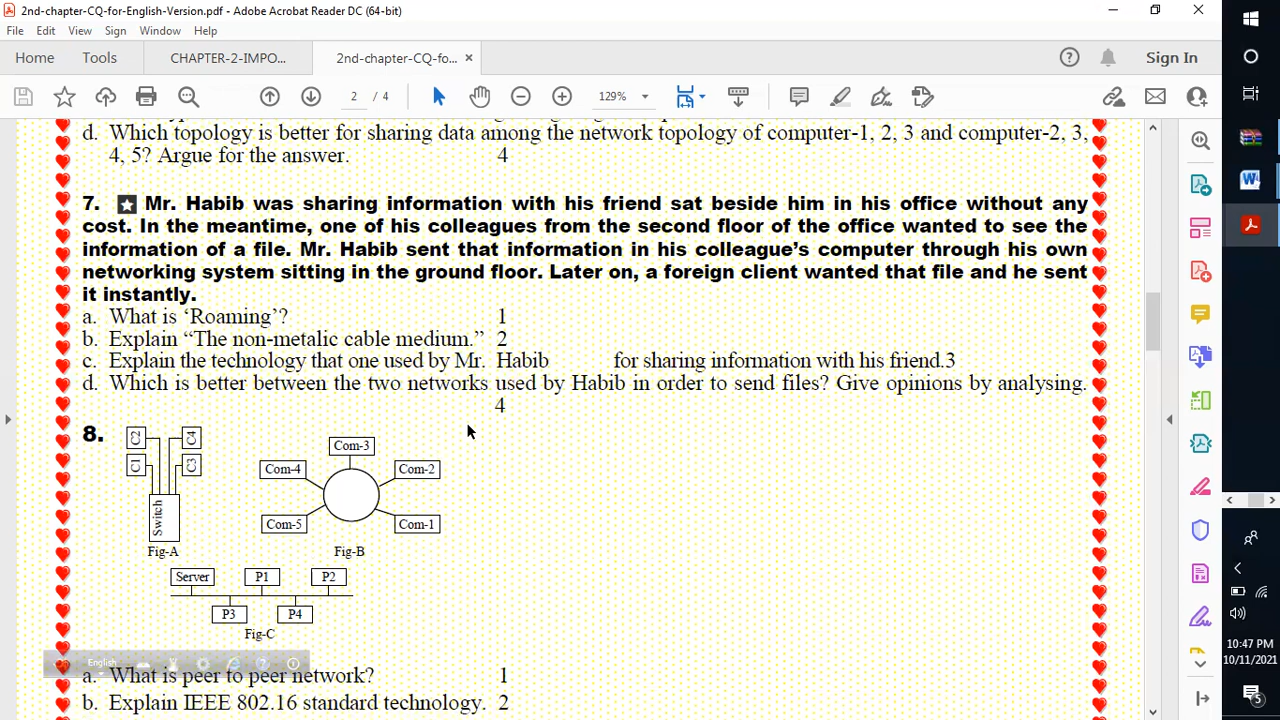 2nd-chapter-CQ-for-English-Version.pdf - Adobe Acrobat Reader DC (64-bit)
File Edit View Sign Window Help
Home Tools CHAPTER-2-IMPO... 2nd-chapter-CQ-fo... × Sign In
2 / 4 129%
d. Which topology is better for sharing data among the network topology of computer-1, 2, 3 and computer-2, 3,
4, 5? Argue for the answer. 4
7. Mr. Habib was sharing information with his friend sat beside him in his office without any
cost. In the meantime, one of his colleagues from the second floor of the office wanted to see the
information of a file. Mr. Habib sent that information in his colleague's computer through his own
networking system sitting in the ground floor. Later on, a foreign client wanted that file and he sent
it instantly.
a. What is ‘Roaming’? 1
b. Explain “The non-metalic cable medium.” 2
c. Explain the technology that one used by Mr. Habib for sharing information with his friend.3
d. Which is better between the two networks used by Habib in order to send files? Give opinions by analysing.
4
8.
C2 C4
C1 C3
Switch
Fig-A
Com-3
Com-4 Com-2
Com-5 Com-1
Fig-B
Server P1 P2
P3 P4
Fig-C
English
a. What is peer to peer network? 1
b. Explain IEEE 802.16 standard technology. 2
10:47 PM
10/11/2021
5